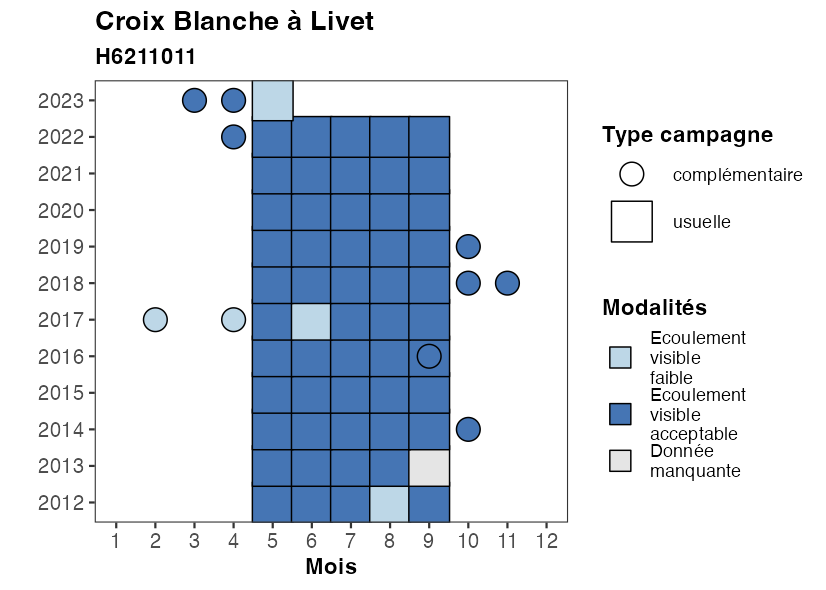 Croix Blanche à Livet
H6211011
2023
2022
2021
2020
2019
2018
2017
2016
2015
2014
2013
2012
1 2 3 4 5 6 7 8 9 10 11 12
Mois
Type campagne
complémentaire
usuelle
Modalités
Ecoulement
visible
faible
Ecoulement
visible
acceptable
Donnée
manquante